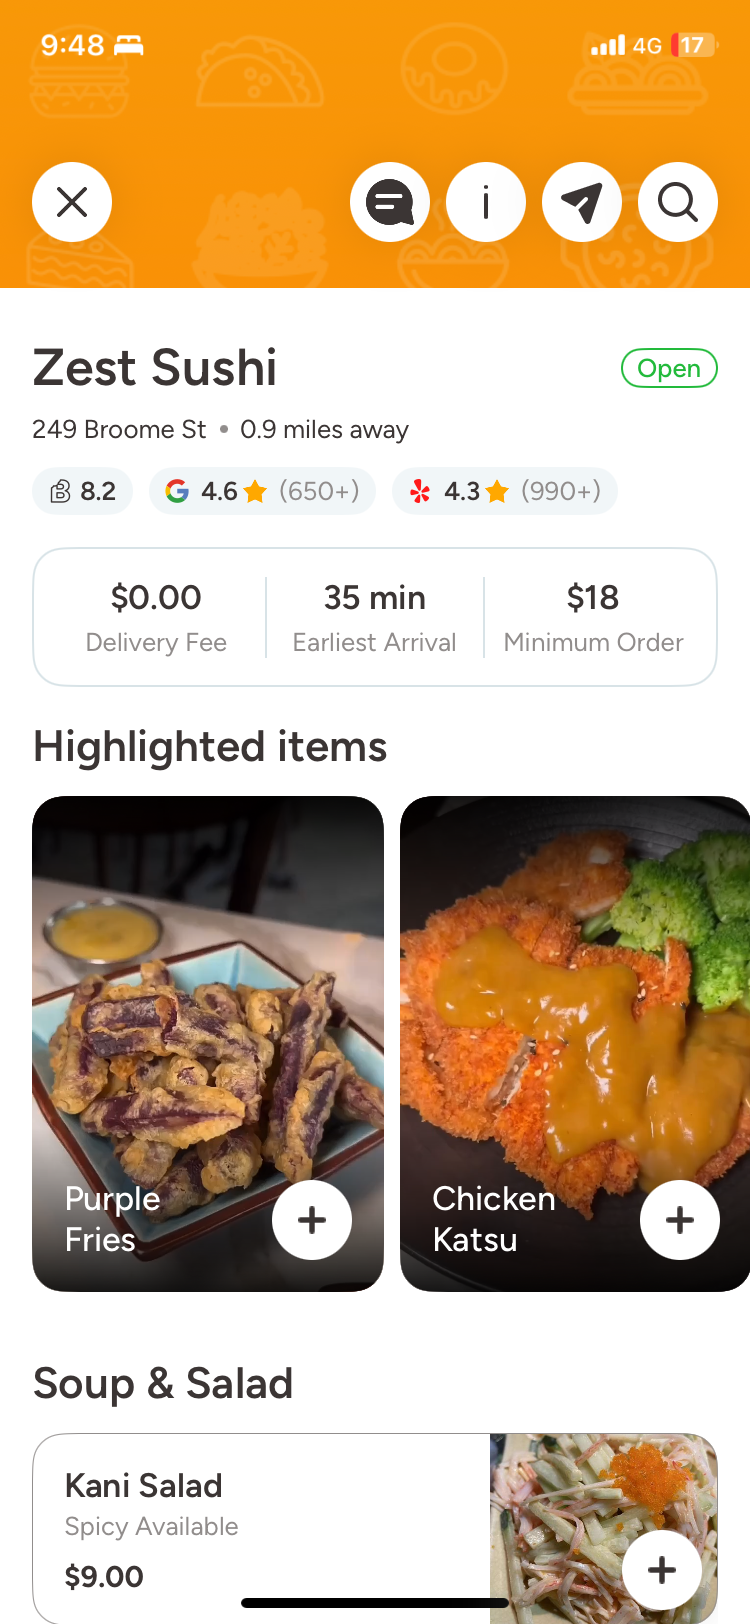 9:48
4G 17
Zest Sushi
Open
249 Broome St • 0.9 miles away
8.2
4.6 (650+)
4.3 (990+)
$0.00
Delivery Fee
35 min
Earliest Arrival
$18
Minimum Order
Highlighted items
Purple
Fries
Chicken
Katsu
Soup & Salad
Kani Salad
Spicy Available
$9.00